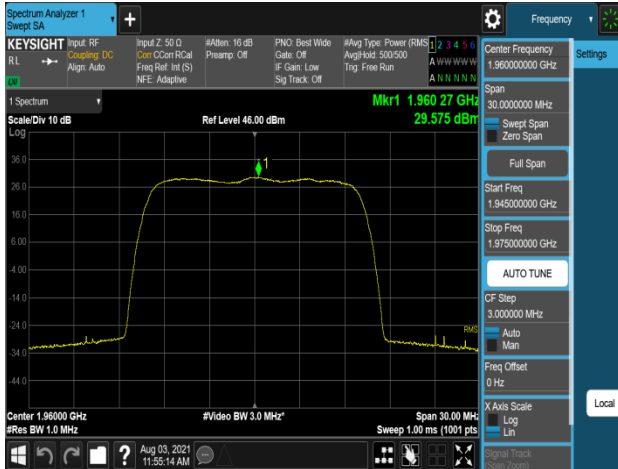 Spectrum Analyzer 1
Swept SA
+
Frequency
KEYSIGHT
RL
LV
Input: RF
Coupling: DC
Align: Auto
Input Z: 50 Ω
Corr CCorr RCal
Freq Ref: Int (S)
NFE: Adaptive
#Atten: 16 dB
Preamp: Off
PNO: Best Wide
Gate: Off
IF Gain: Low
Sig Track: Off
#Avg Type: Power (RMS
Avg|Hold: 500/500
Trig: Free Run
1 2 3 4 5 6
A W W W W W
A N N N N N
1 Spectrum
Scale/Div 10 dB
Log
Ref Level 46.00 dBm
Mkr1 1.960 27 GHz
29.575 dBm
1
36.0
26.0
16.0
6.00
-4.00
-14.0
-24.0
-34.0
-44.0
RMS
Center 1.96000 GHz
#Res BW 1.0 MHz
#Video BW 3.0 MHz*
Span 30.00 MHz
Sweep 1.00 ms (1001 pts)
Aug 03, 2021
11:55:14 AM
?
Center Frequency
1.960000000 GHz
Span
30.0000000 MHz
Swept Span
Zero Span
Full Span
Start Freq
1.945000000 GHz
Stop Freq
1.975000000 GHz
AUTO TUNE
CF Step
3.000000 MHz
Auto
Man
Freq Offset
0 Hz
X Axis Scale
Log
Lin
Signal Track
(Span Zoom)
Settings
Local